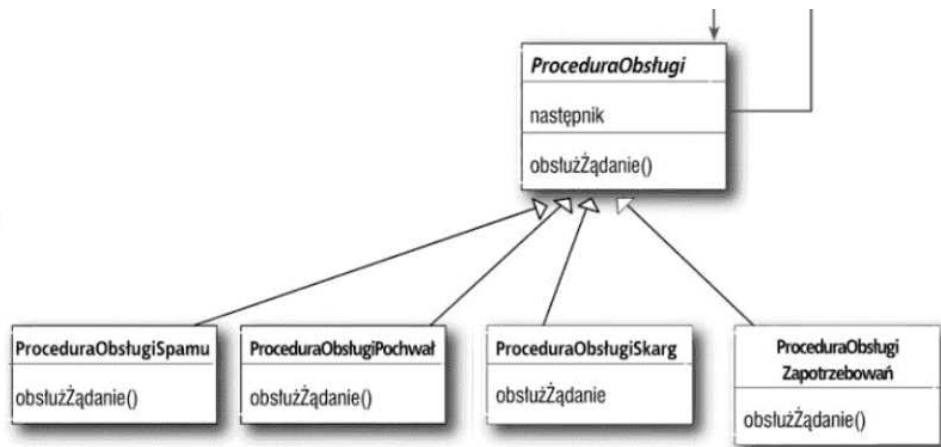 ProceduraObsługi
następnik
obsłużŻądanie()
ProceduraObsługiSpamu
obsłużŻądanie()
ProceduraObsługiPochwał
obsłużŻądanie()
ProceduraObsługiSkarg
obsłużŻądanie
ProceduraObsługi
Zapotrzebowań
obsłużŻądanie()